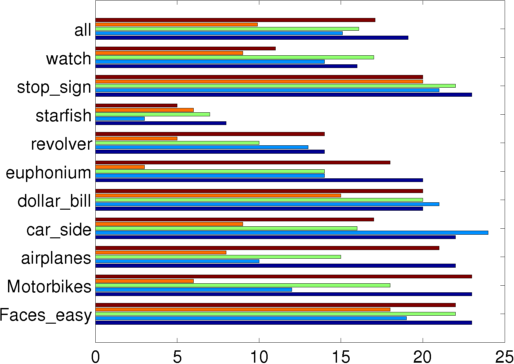 all
watch
stop_sign
starfish
revolver
euphonium
dollar_bill
car_side
airplanes
Motorbikes
Faces_easy
0 5 10 15 20 25